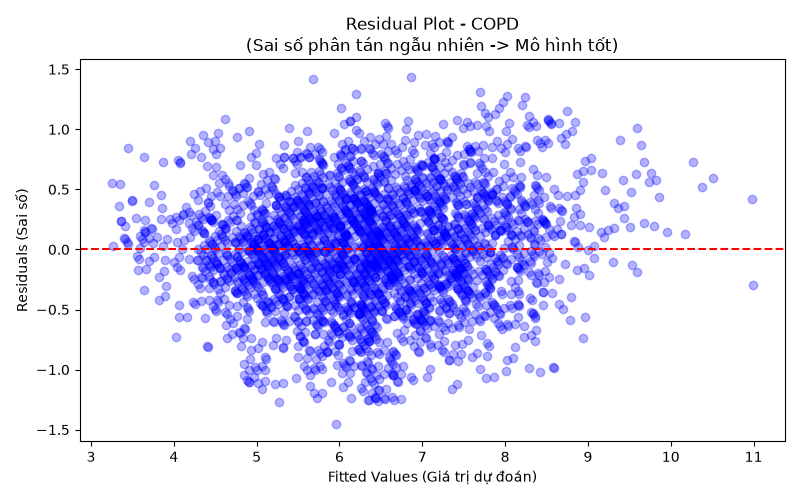 Residual Plot - COPD
(Sai số phân tán ngẫu nhiên -> Mô hình tốt)
Residuals (Sai số)
1.5
1.0
0.5
0.0
−0.5
−1.0
−1.5
3 4 5 6 7 8 9 10 11
Fitted Values (Giá trị dự đoán)